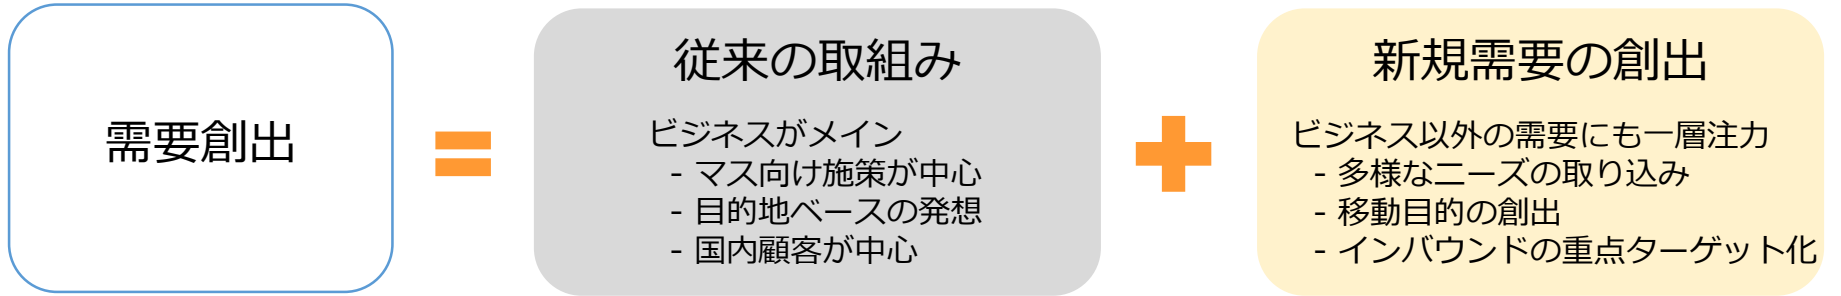 需要創出
=
従来の取組み
ビジネスがメイン
- マス向け施策が中心
- 目的地ベースの発想
- 国内顧客が中心
+
新規需要の創出
ビジネス以外の需要にも一層注力
- 多様なニーズの取り込み
- 移動目的の創出
- インバウンドの重点ターゲット化